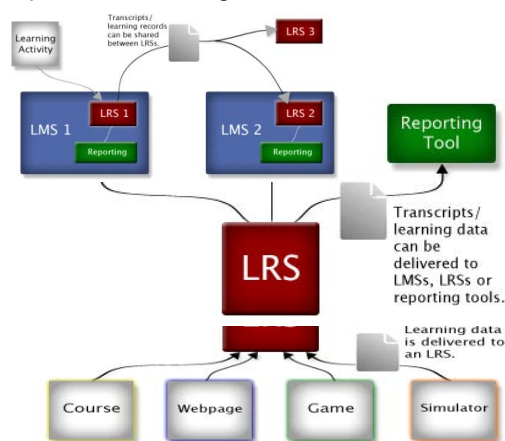 Learning
Activity
Transcripts/
learning records
can be shared
between LRSs.
LRS 3
LMS 1
LRS 1
Reporting
LMS 2
LRS 2
Reporting
Reporting
Tool
LRS
Transcripts/
learning data
can be
delivered to
LMSs, LRSs or
reporting tools.
Learning data
is delivered to
an LRS.
Course
Webpage
Game
Simulator